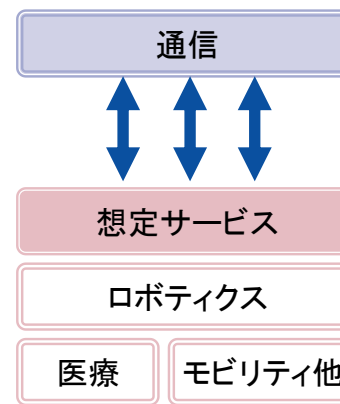 通信
想定サービス
ロボティクス
医療
モビリティ他